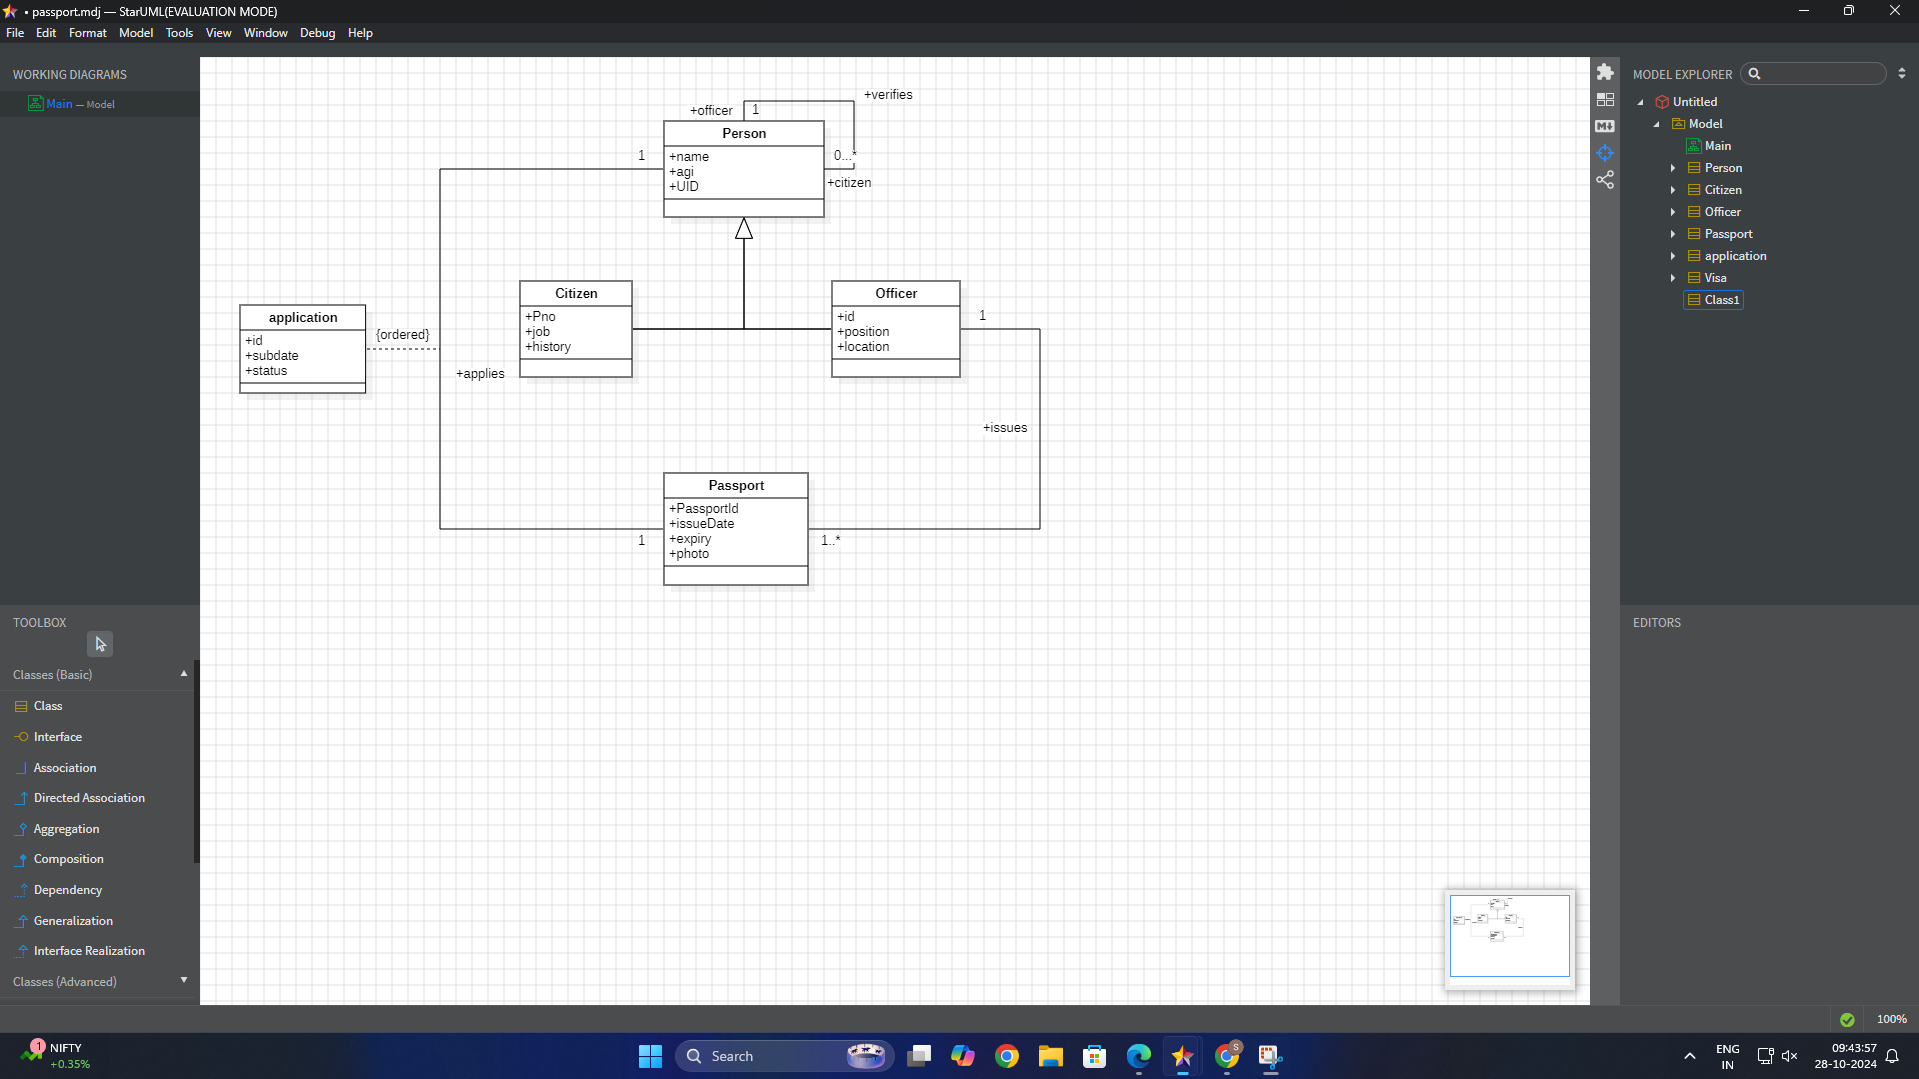 • passport.mdj — StarUML(EVALUATION MODE)
File Edit Format Model Tools View Window Debug Help
WORKING DIAGRAMS
Main — Model
TOOLBOX
Classes (Basic)
Class
Interface
Association
Directed Association
Aggregation
Composition
Dependency
Generalization
Interface Realization
Classes (Advanced)
+verifies
+officer 1
Person
+name
+agi
+UID
1
0...*
+citizen
Citizen
+Pno
+job
+history
Officer
+id
+position
+location
1
application
+id
+subdate
+status
{ordered}
+applies
+issues
Passport
+PassportId
+issueDate
+expiry
+photo
1
1..*
MODEL EXPLORER
Untitled
Model
Main
Person
Citizen
Officer
Passport
application
Visa
Class1
EDITORS
100%
1
NIFTY
+0.35%
Search
S
ENG
IN
09:43:57
28-10-2024